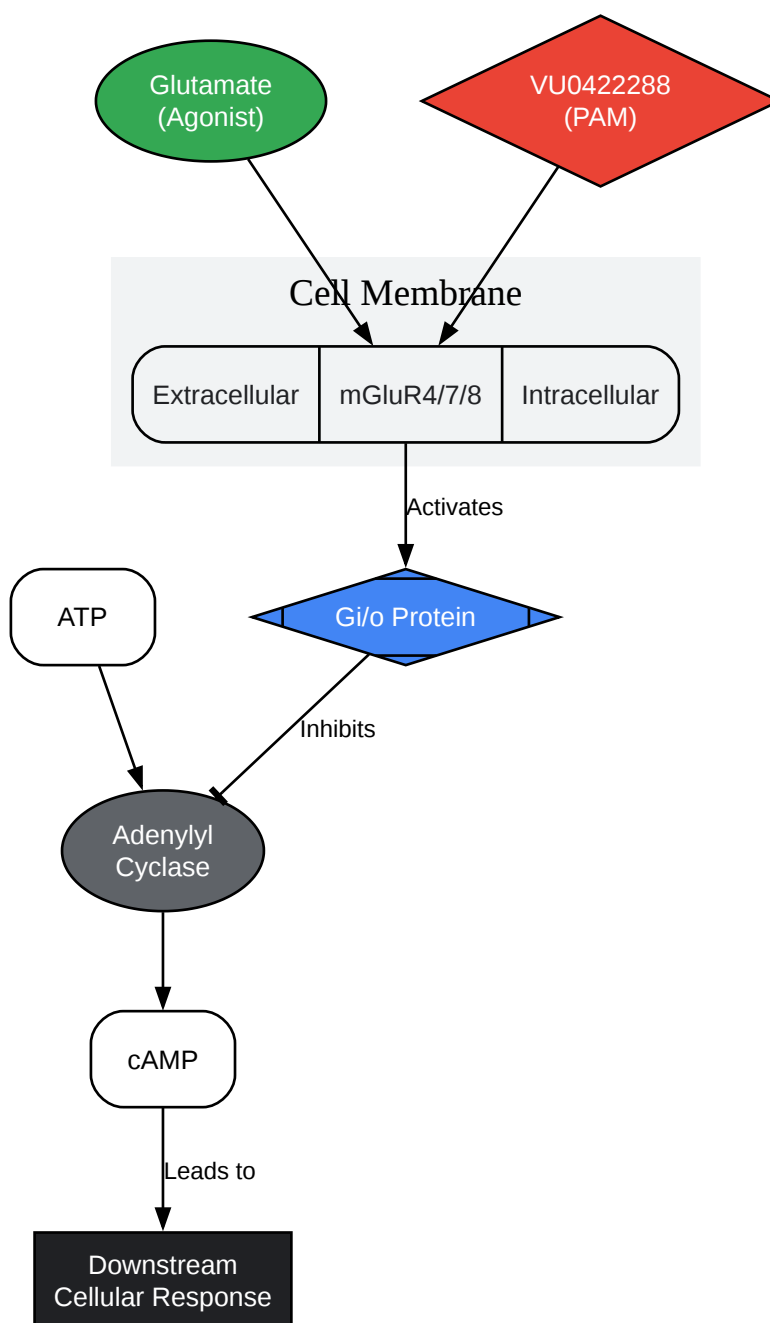 Glutamate
(Agonist)
VU0422288
(PAM)
Cell Membrane
Extracellular
mGluR4/7/8
Intracellular
Activates
ATP
Gi/o Protein
Inhibits
Adenylyl
Cyclase
cAMP
Leads to
Downstream
Cellular Response